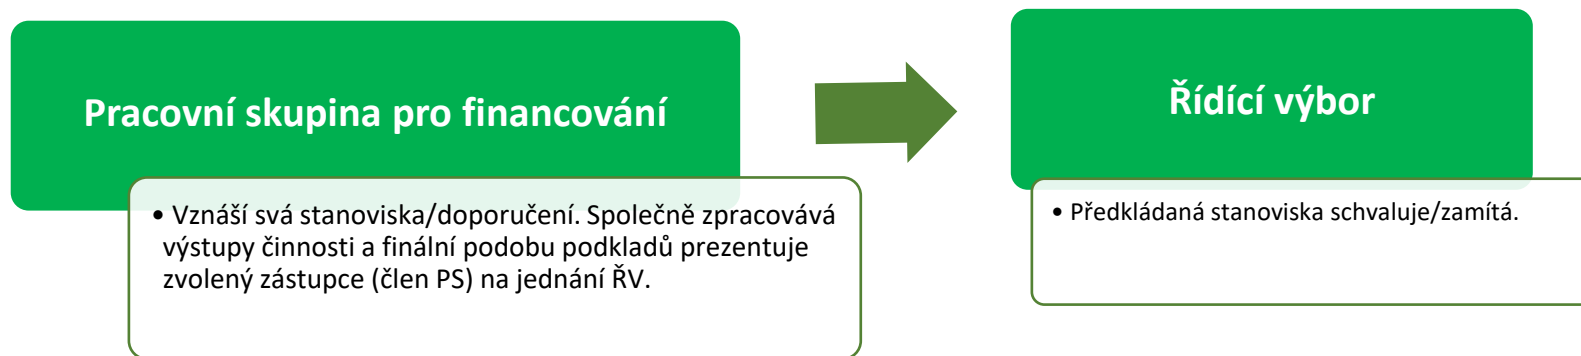 Pracovní skupina pro financování
• Vznáší svá stanoviska/doporučení. Společně zpracovává
výstupy činnosti a finální podobu podkladů prezentuje
zvolený zástupce (člen PS) na jednání ŘV.
Řídící výbor
• Předkládaná stanoviska schvaluje/zamítá.